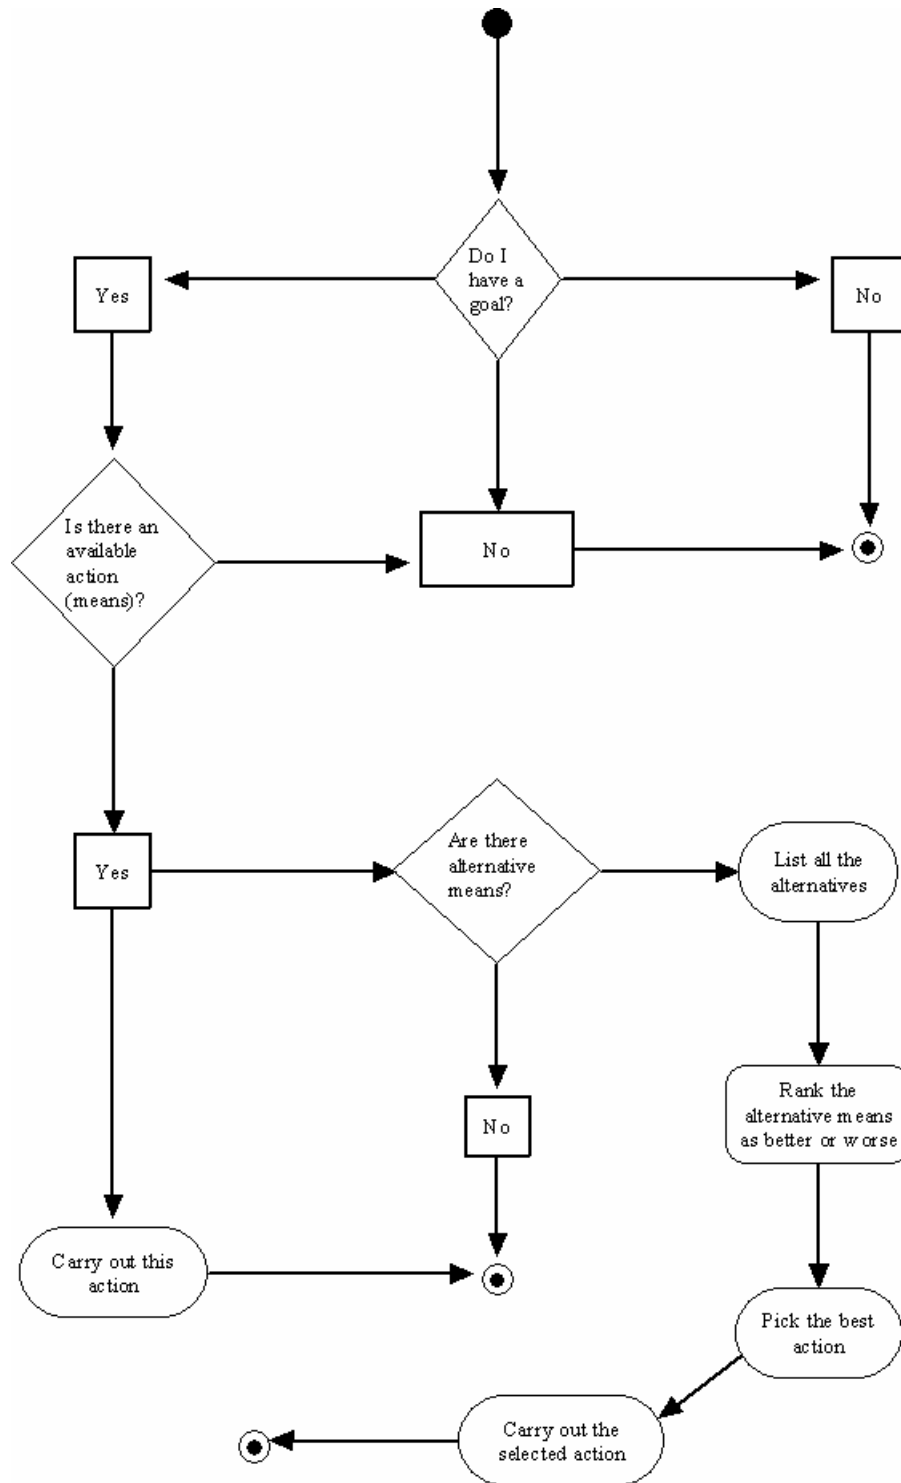 Do I
have a
goal?
Yes
No
Is there an
available
action
(means)?
No
Yes
Are there
alternative
means?
List all the
alternatives
No
Rank the
alternative means
as better or worse
Carry out this
action
Pick the best
action
Carry out the
selected action